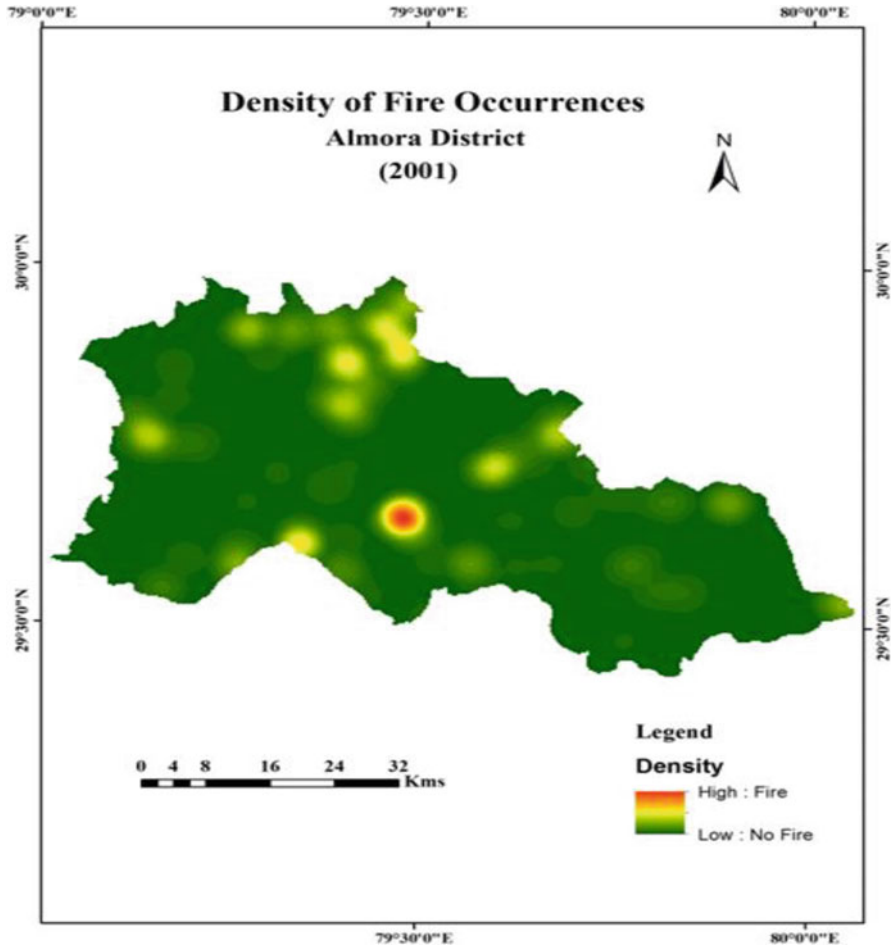 79°0'0"E 79°30'0"E 80°0'0"E
Density of Fire Occurrences
Almora District
(2001)
N
30°0'0"N 30°0'0"N
29°30'0"N 29°30'0"N
Legend
Density
High : Fire
Low : No Fire
0 4 8 16 24 32
Kms
79°30'0"E 80°0'0"E